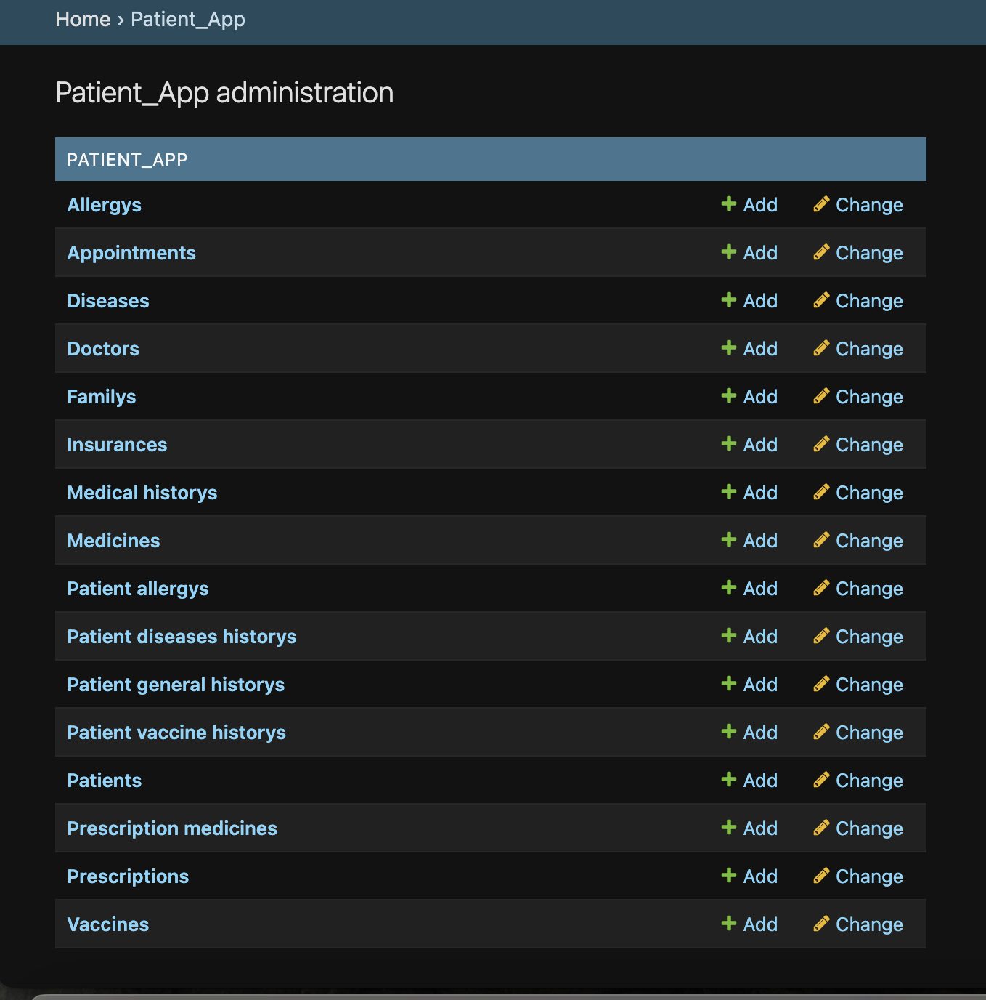 Home › Patient_App
Patient_App administration
PATIENT_APP
Allergys Add Change
Appointments Add Change
Diseases Add Change
Doctors Add Change
Familys Add Change
Insurances Add Change
Medical historys Add Change
Medicines Add Change
Patient allergys Add Change
Patient diseases historys Add Change
Patient general historys Add Change
Patient vaccine historys Add Change
Patients Add Change
Prescription medicines Add Change
Prescriptions Add Change
Vaccines Add Change